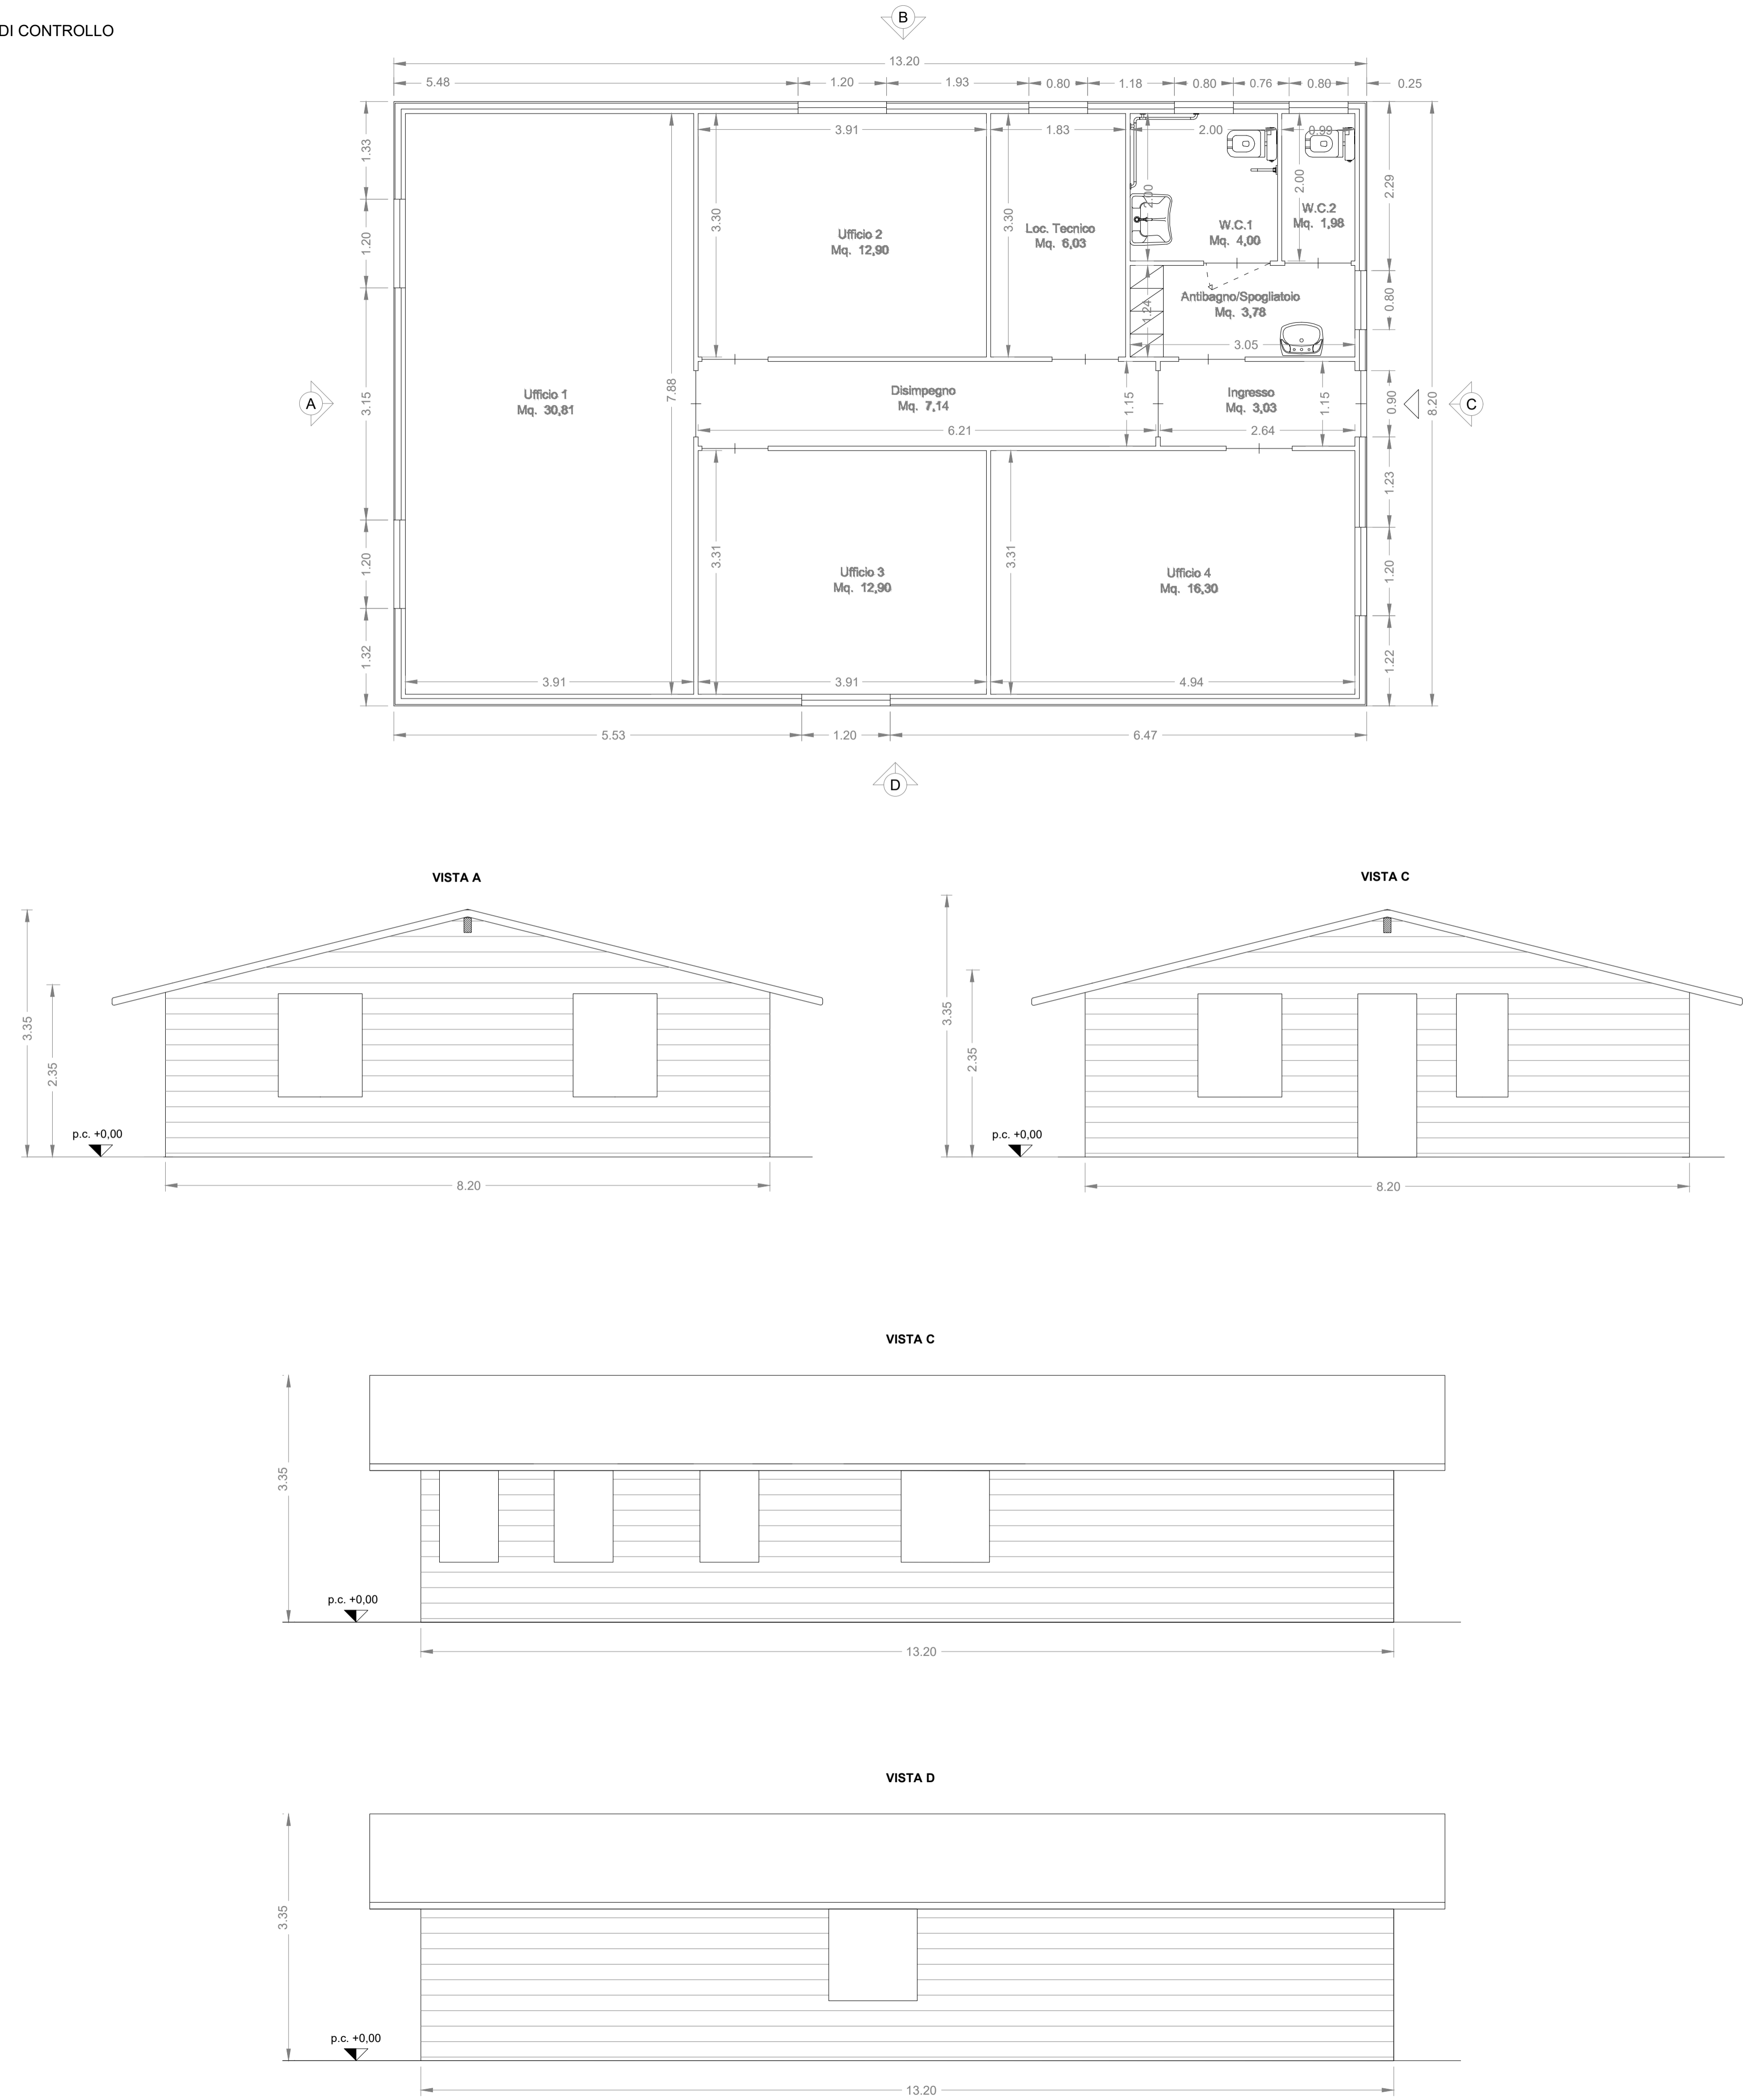 DI CONTROLLO
B
13.20
5.48
1.20
1.93
0.80
1.18
0.80
0.76
0.80
0.25
3.91
1.83
2.00
0.99
1.33
1.20
3.15
1.20
1.32
3.30
3.30
2.00
2.00
2.29
0.80
0.90
1.23
1.20
1.22
8.20
Ufficio 2
Mq. 12,90
Loc. Tecnico
Mq. 6,03
W.C.1
Mq. 4,00
W.C.2
Mq. 1,98
Antibagno/Spogliatoio
Mq. 3,78
1.24
3.05
A
Ufficio 1
Mq. 30,81
7.88
Disimpegno
Mq. 7,14
1.15
6.21
Ingresso
Mq. 3,03
1.15
2.64
C
3.31
3.31
Ufficio 3
Mq. 12,90
Ufficio 4
Mq. 16,30
3.91
3.91
4.94
5.53
1.20
6.47
D
VISTA A
3.35
2.35
p.c. +0,00
8.20
VISTA C
3.35
2.35
p.c. +0,00
8.20
VISTA C
3.35
p.c. +0,00
13.20
VISTA D
3.35
p.c. +0,00
13.20